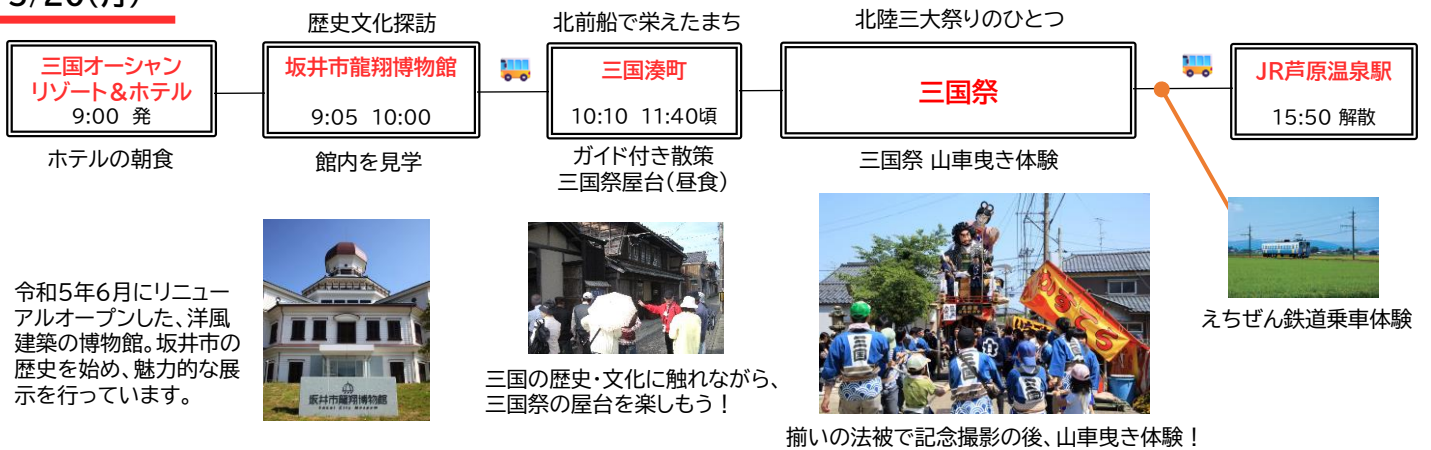 5/20(月)
歴史文化探訪
北前船で栄えたまち
北陸三大祭りのひとつ
三国オーシャン
リゾート&ホテル
9:00 発
坂井市龍翔博物館
9:05 10:00
三国湊町
10:10 11:40頃
三国祭
JR芦原温泉駅
15:50 解散
ホテルの朝食
館内を見学
ガイド付き散策
三国祭屋台(昼食)
三国祭 山車曳き体験
令和5年6月にリニュー
アルオープンした、洋風
建築の博物館。坂井市の
歴史を始め、魅力的な展
示を行っています。
坂井市龍翔博物館
Sakai City Museum
三国の歴史・文化に触れながら、
三国祭の屋台を楽しもう!
三国
揃いの法被で記念撮影の後、山車曳き体験!
えちぜん鉄道乗車体験